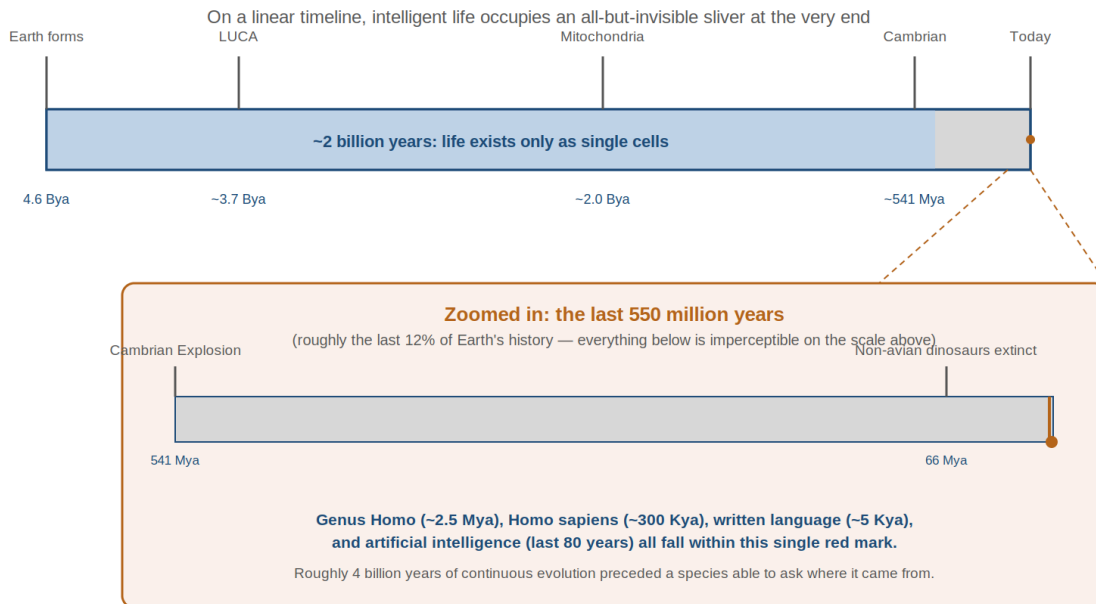 On a linear timeline, intelligent life occupies an all-but-invisible sliver at the very end
Earth forms
LUCA
Mitochondria
Cambrian
Today
~2 billion years: life exists only as single cells
4.6 Bya
~3.7 Bya
~2.0 Bya
~541 Mya
Zoomed in: the last 550 million years
(roughly the last 12% of Earth's history — everything below is imperceptible on the scale above)
Cambrian Explosion
Non-avian dinosaurs extinct
541 Mya
66 Mya
Genus Homo (~2.5 Mya), Homo sapiens (~300 Kya), written language (~5 Kya),
and artificial intelligence (last 80 years) all fall within this single red mark.
Roughly 4 billion years of continuous evolution preceded a species able to ask where it came from.